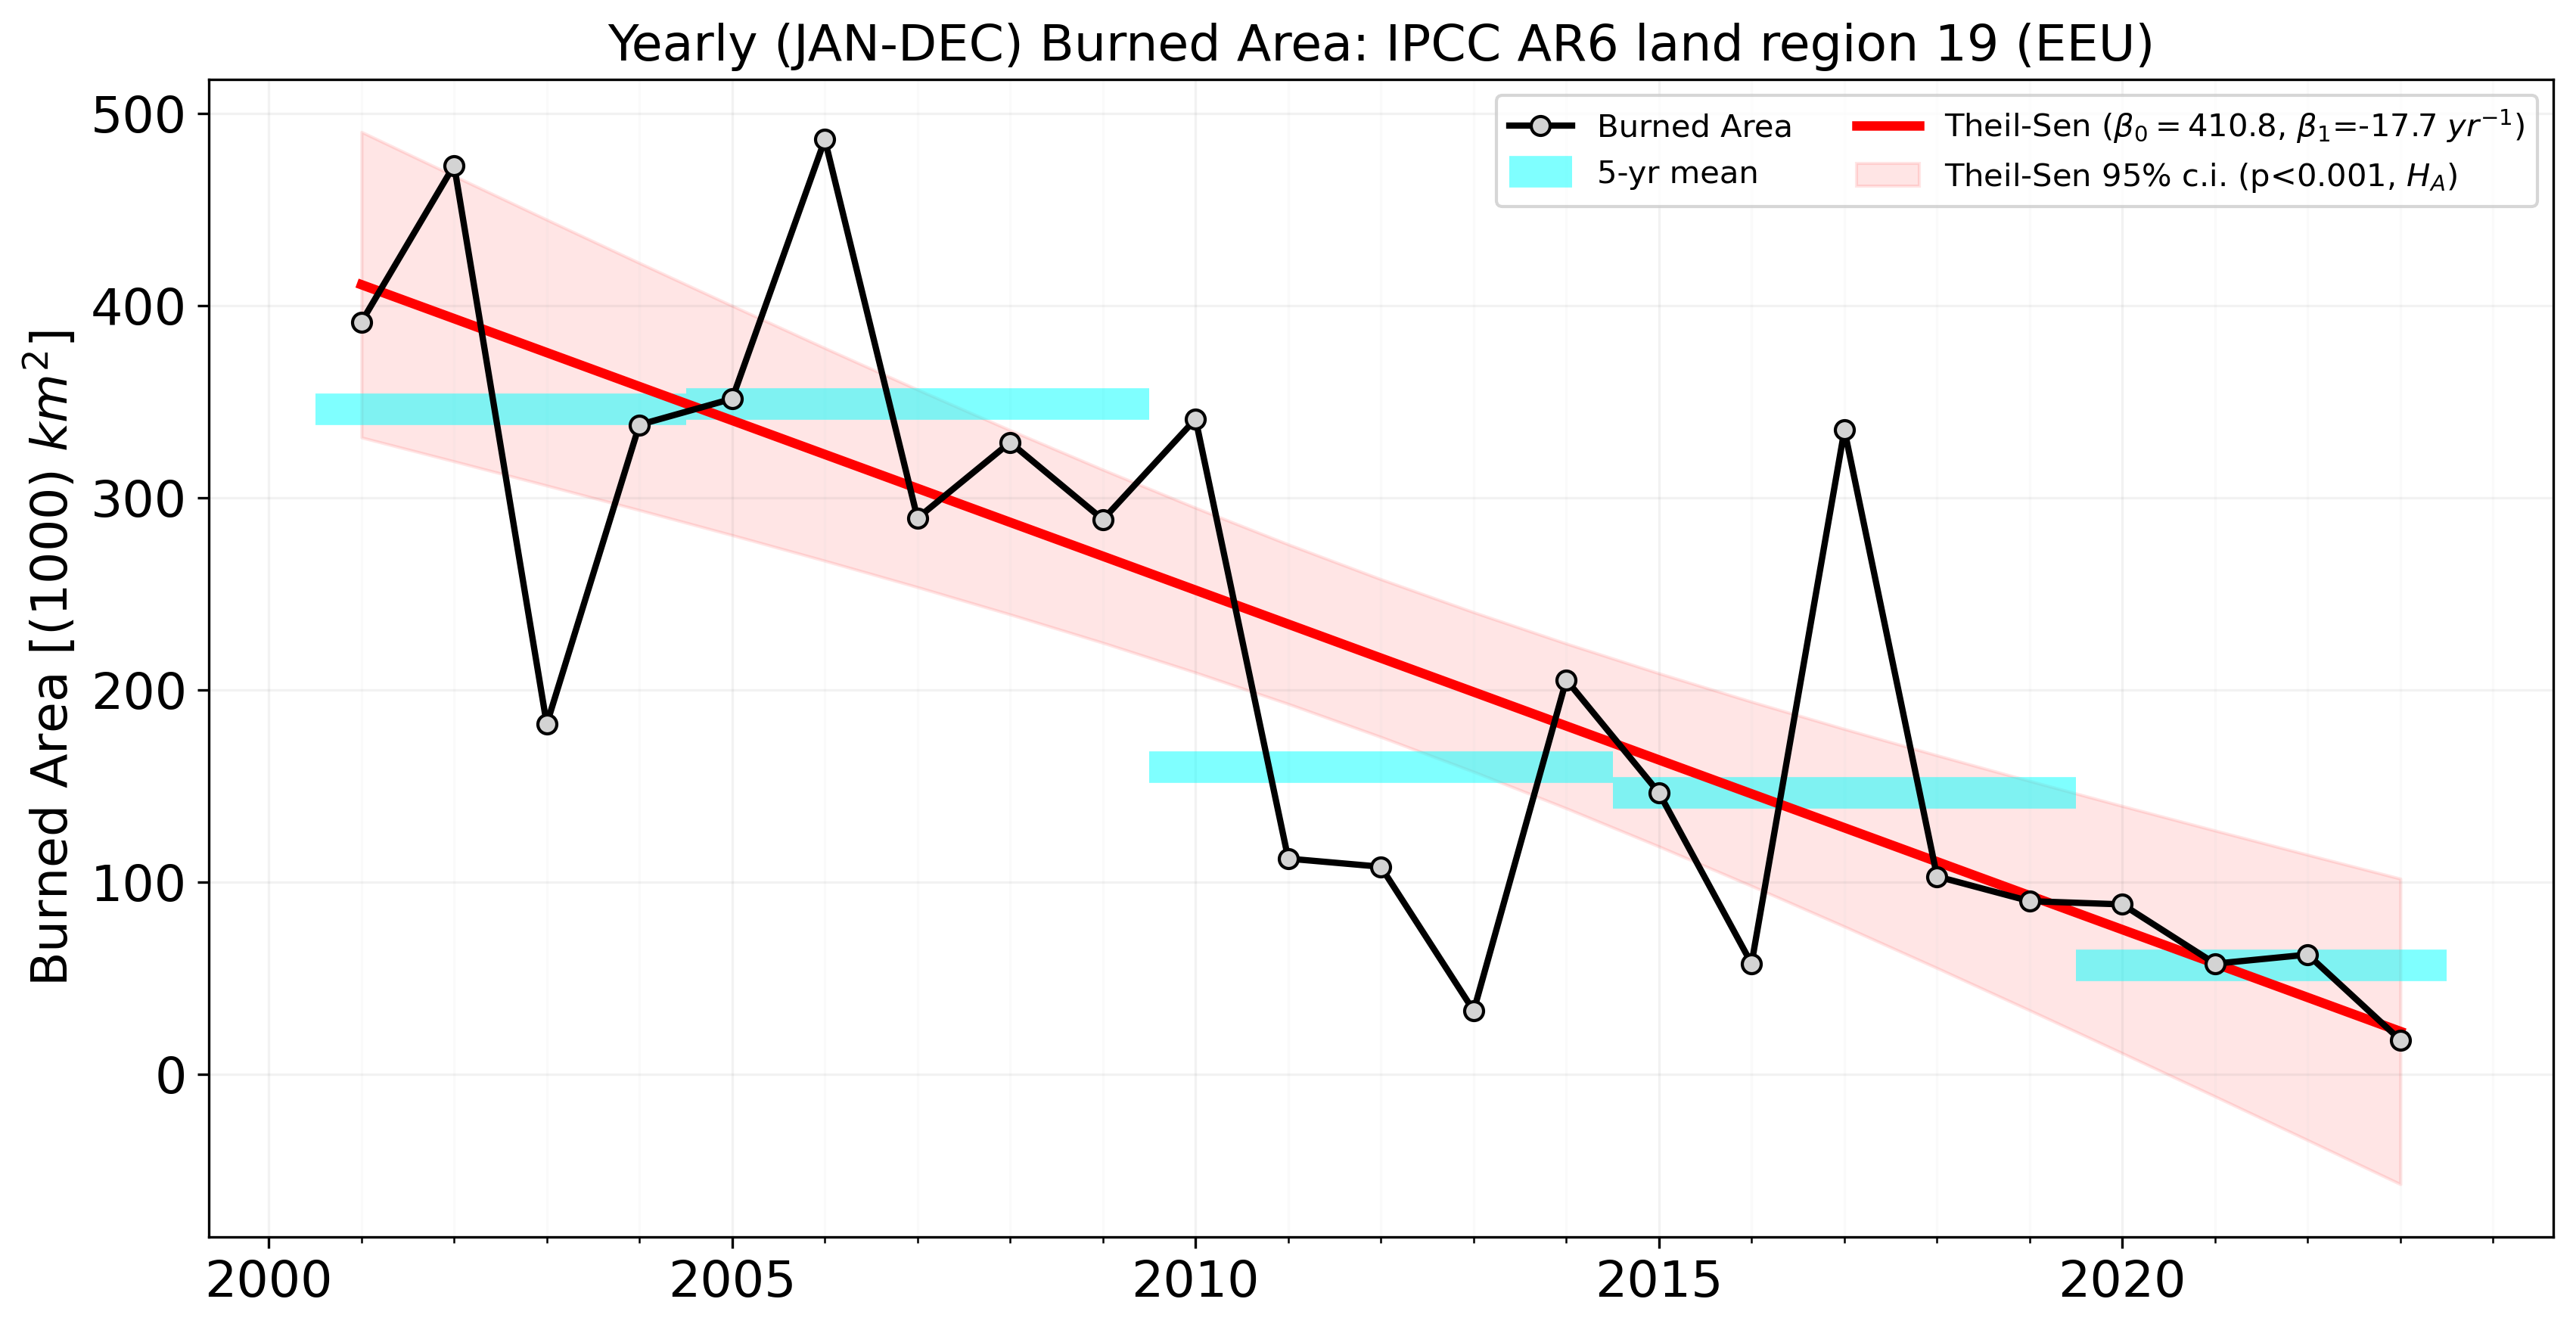 Yearly (JAN-DEC) Burned Area: IPCC AR6 land region 19 (EEU)
Burned Area [(1000) km²]
500
400
300
200
100
0
Burned Area
5-yr mean
Theil-Sen (β₀ = 410.8, β₁=-17.7 yr⁻¹)
Theil-Sen 95% c.i. (p<0.001, H_A)
2000 2005 2010 2015 2020